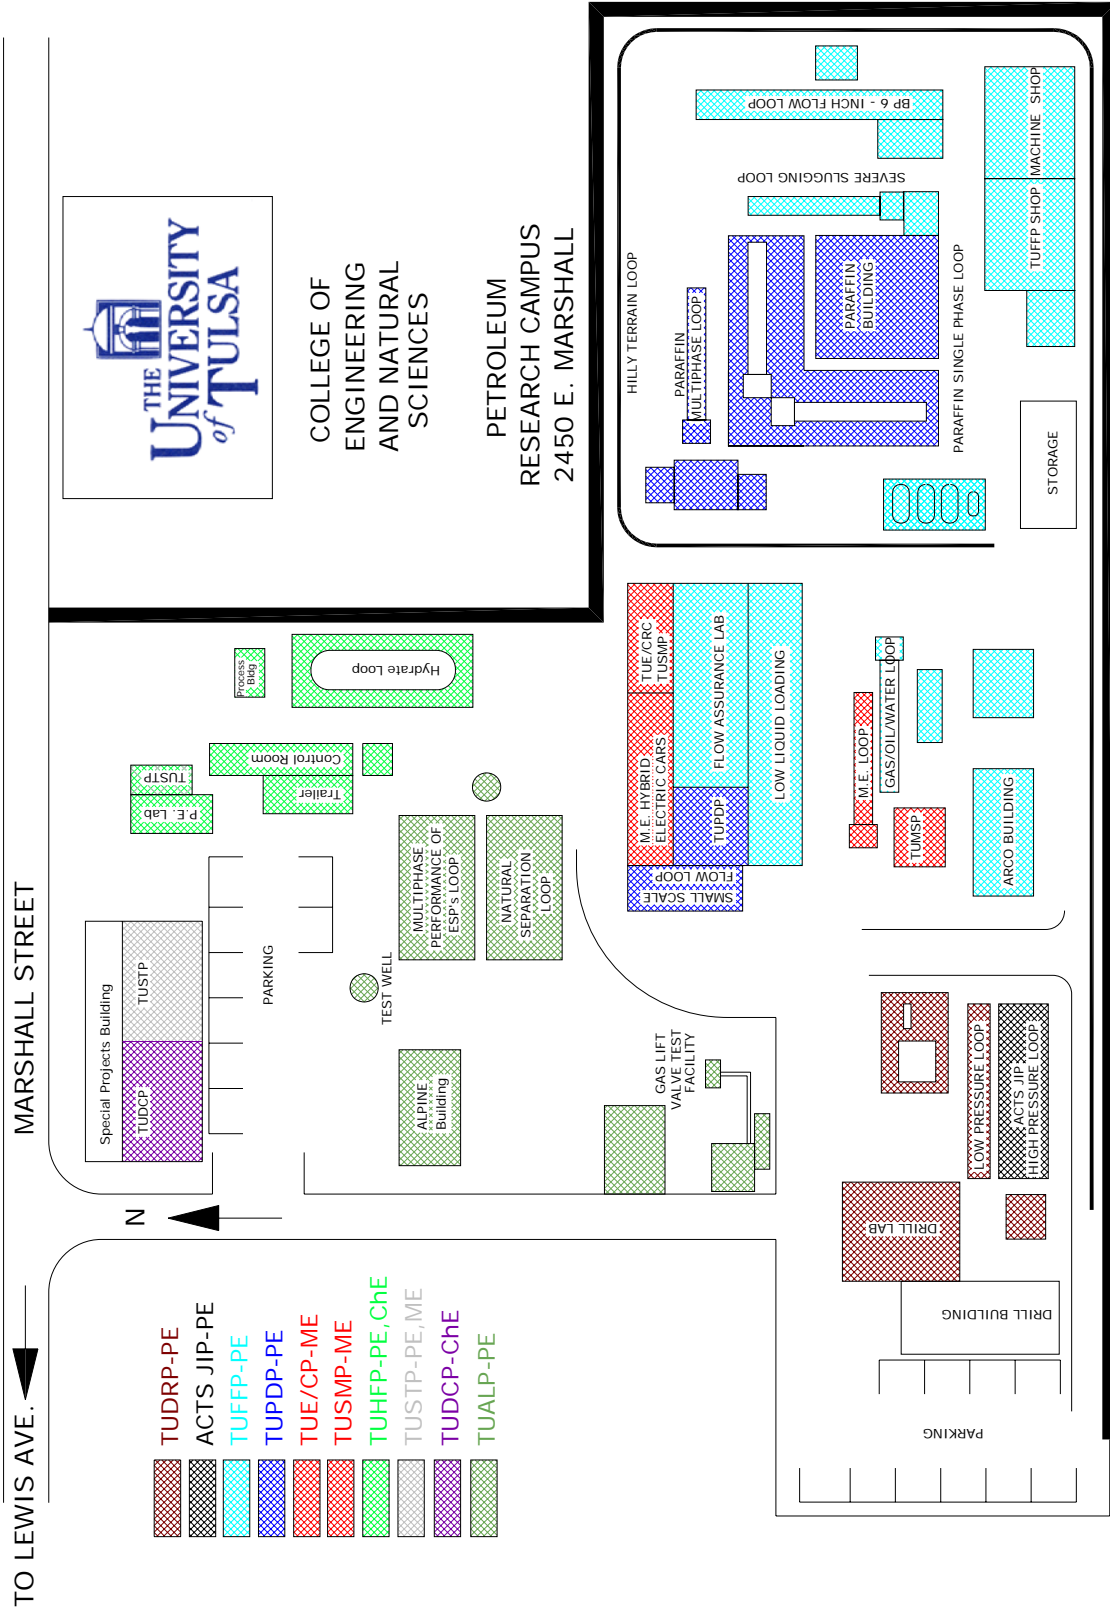 TO LEWIS AVE.
MARSHALL STREET
THE
UNIVERSITY
of TULSA
COLLEGE OF
ENGINEERING
AND NATURAL
SCIENCES
PETROLEUM
RESEARCH CAMPUS
2450 E. MARSHALL
N
TUDRP-PE
ACTS JIP-PE
TUFFP-PE
TUPDP-PE
TUE/CP-ME
TUSMP-ME
TUHFP-PE,ChE
TUSTP-PE,ME
TUDCP-ChE
TUALP-PE
Special Projects Building
TUDCP
TUSTP
PARKING
P.E. Lab
TUSTP
Control Room
Trailer
Process
Bldg
Hydrate Loop
TEST WELL
ALPINE
Building
MULTIPHASE
PERFORMANCE OF
ESP's LOOP
NATURAL
SEPARATION
LOOP
GAS LIFT
VALVE TEST
FACILITY
SMALL SCALE
FLOW LOOP
M.E. HYBRID
ELECTRIC CARS
TUE/CRC
TUSMP
TUPDP
FLOW ASSURANCE LAB
LOW LIQUID LOADING
M.E. LOOP
GAS/OIL/WATER LOOP
TUMSP
ARCO BUILDING
HILLY TERRAIN LOOP
PARAFFIN
MULTIPHASE LOOP
PARAFFIN
BUILDING
PARAFFIN SINGLE PHASE LOOP
SEVERE SLUGGING LOOP
BP 6 - INCH FLOW LOOP
TUFFP SHOP
MACHINE SHOP
STORAGE
LOW PRESSURE LOOP
ACTS JIP
HIGH PRESSURE LOOP
DRILL LAB
DRILL BUILDING
PARKING